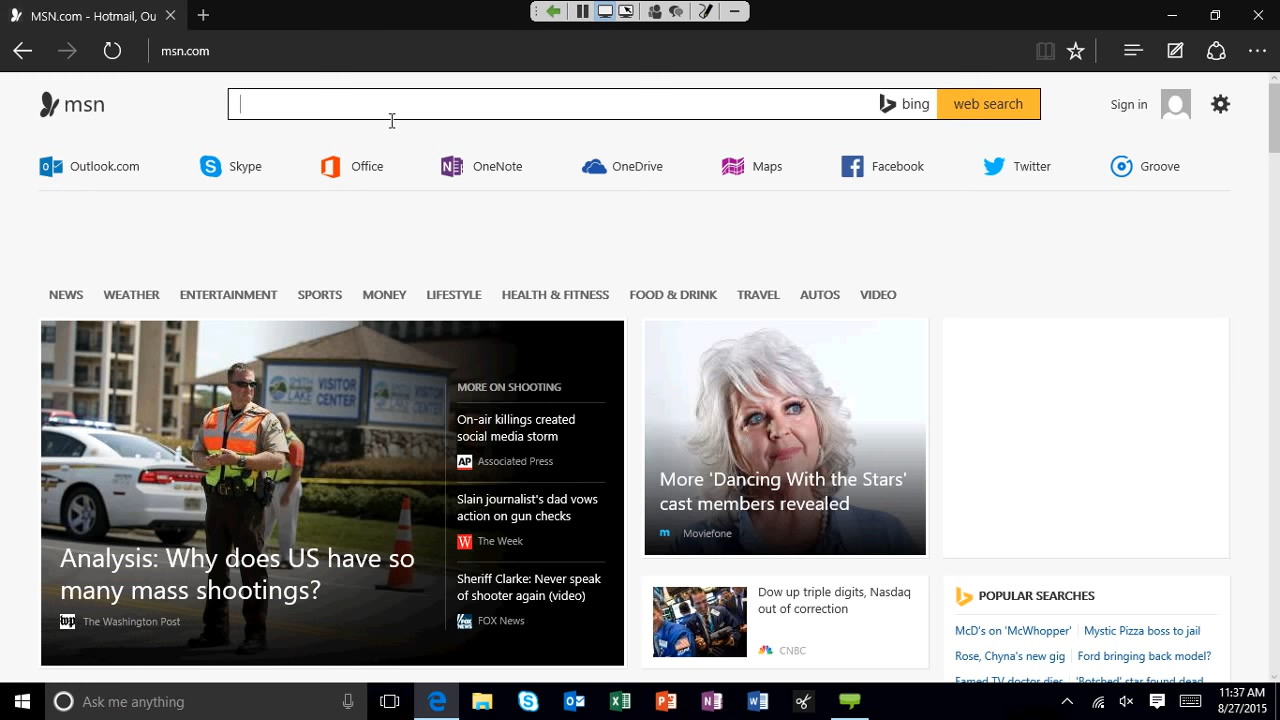 MSN.com - Hotmail, Ou
msn.com
msn
bing
web search
Sign in
Outlook.com
Skype
Office
OneNote
OneDrive
Maps
Facebook
Twitter
Groove
NEWS
WEATHER
ENTERTAINMENT
SPORTS
MONEY
LIFESTYLE
HEALTH & FITNESS
FOOD & DRINK
TRAVEL
AUTOS
VIDEO
VISITOR
CENTER
Analysis: Why does US have so
many mass shootings?
wp The Washington Post
MORE ON SHOOTING
On-air killings created
social media storm
AP Associated Press
Slain journalist's dad vows
action on gun checks
W The Week
Sheriff Clarke: Never speak
of shooter again (video)
FOX News
More 'Dancing With the Stars'
cast members revealed
m Moviefone
Dow up triple digits, Nasdaq
out of correction
CNBC
POPULAR SEARCHES
McD's on 'McWhopper'
Mystic Pizza boss to jail
Rose, Chyna's new gig
Ford bringing back model?
Famed TV doctor dies
'Botched' star found dead
Ask me anything
11:37 AM
8/27/2015